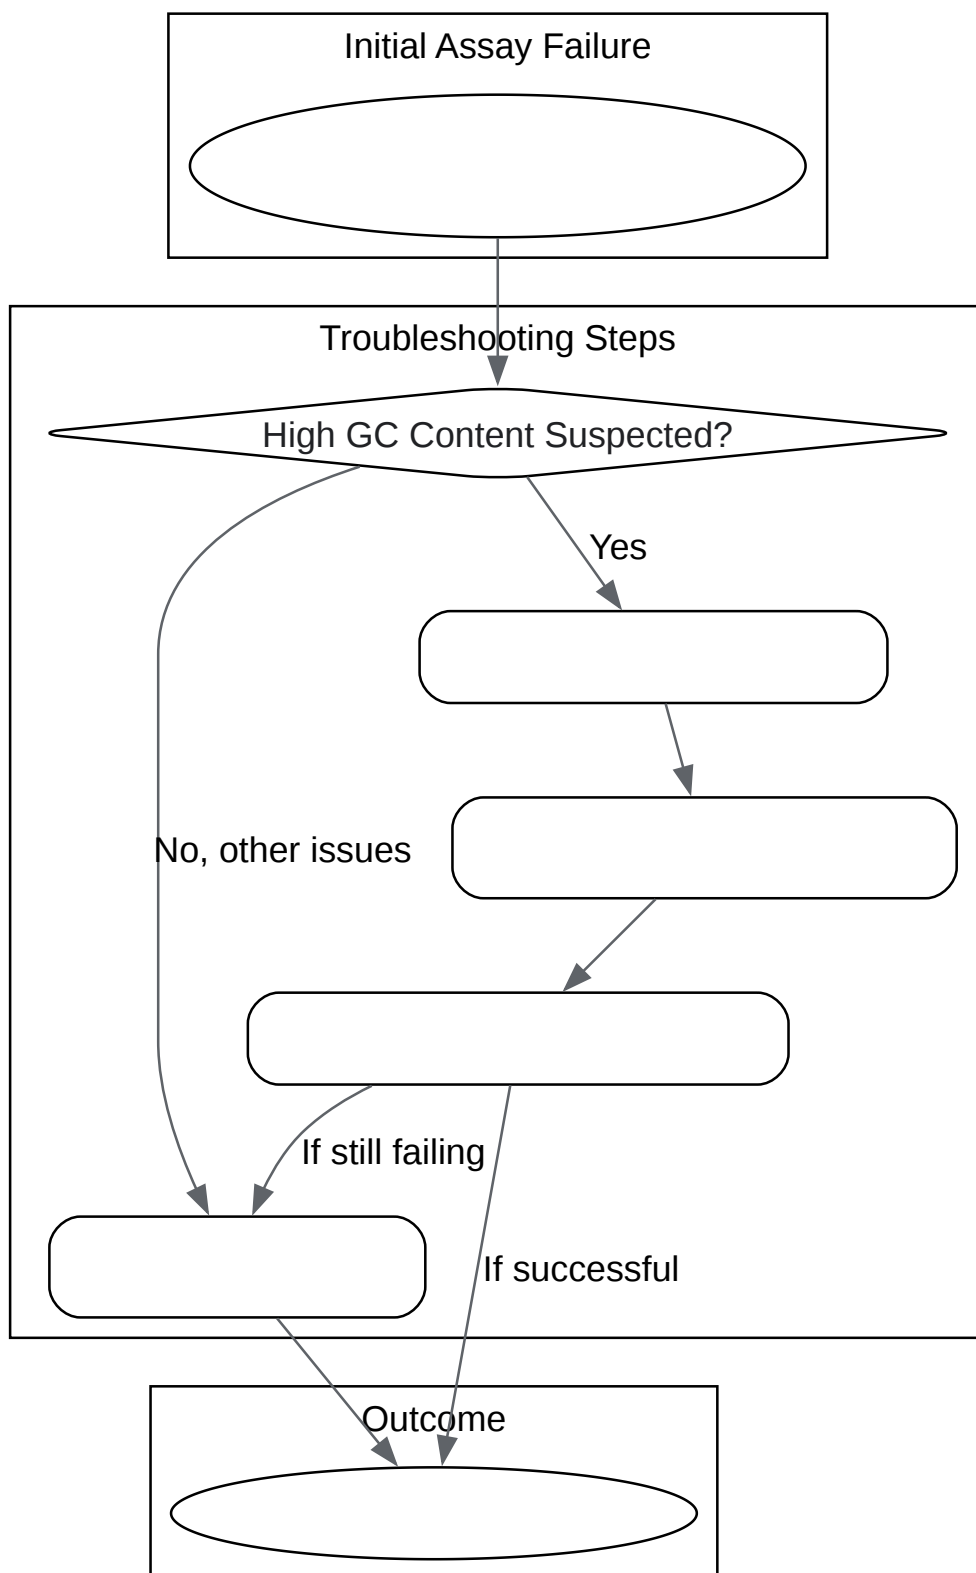 Initial Assay Failure
Troubleshooting Steps
High GC Content Suspected?
Yes
No, other issues
If still failing
If successful
Outcome